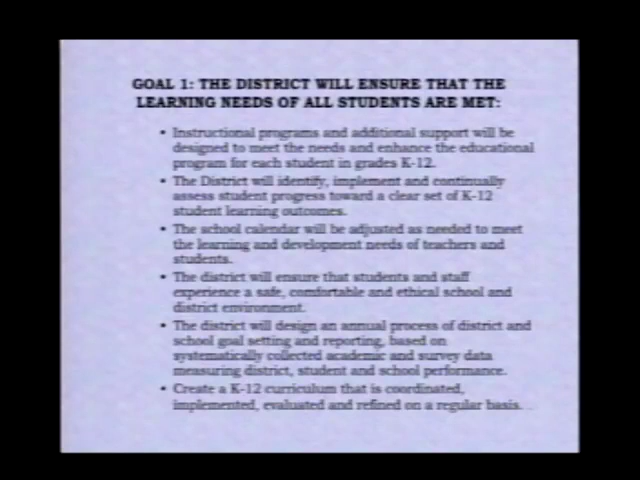 GOAL 1: THE DISTRICT WILL ENSURE THAT THE
LEARNING NEEDS OF ALL STUDENTS ARE MET:
• Instructional programs and additional support will be
designed to meet the needs and enhance the educational
program for each student in grades K-12.
• The District will identify, implement and continually
assess student progress toward a clear set of K-12
student learning outcomes.
• The school calendar will be adjusted as needed to meet
the learning and development needs of teachers and
students.
• The district will ensure that students and staff
experience a safe, comfortable and ethical school and
district environment.
• The district will design an annual process of district and
school goal setting and reporting, based on
systematically collected academic and survey data
measuring district, student and school performance.
• Create a K-12 curriculum that is coordinated,
implemented, evaluated and refined on a regular basis.